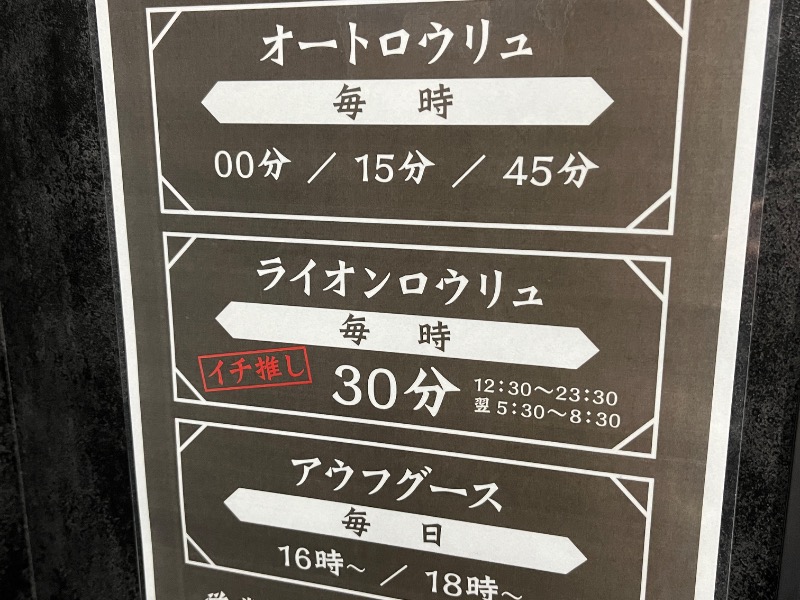 オートロウリュ
毎 時
00分 / 15分 / 45分
ライオンロウリュ
毎 時
イチ推し
30分
12:30〜23:30
翌5:30〜8:30
アウフグース
毎 日
16時〜 / 18時〜